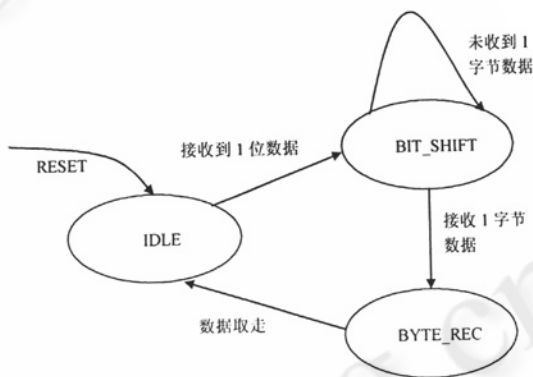 未收到 1
字节数据
接收到 1 位数据
BIT_SHIFT
RESET
IDLE
接收 1 字节
数据
数据取走
BYTE_REC